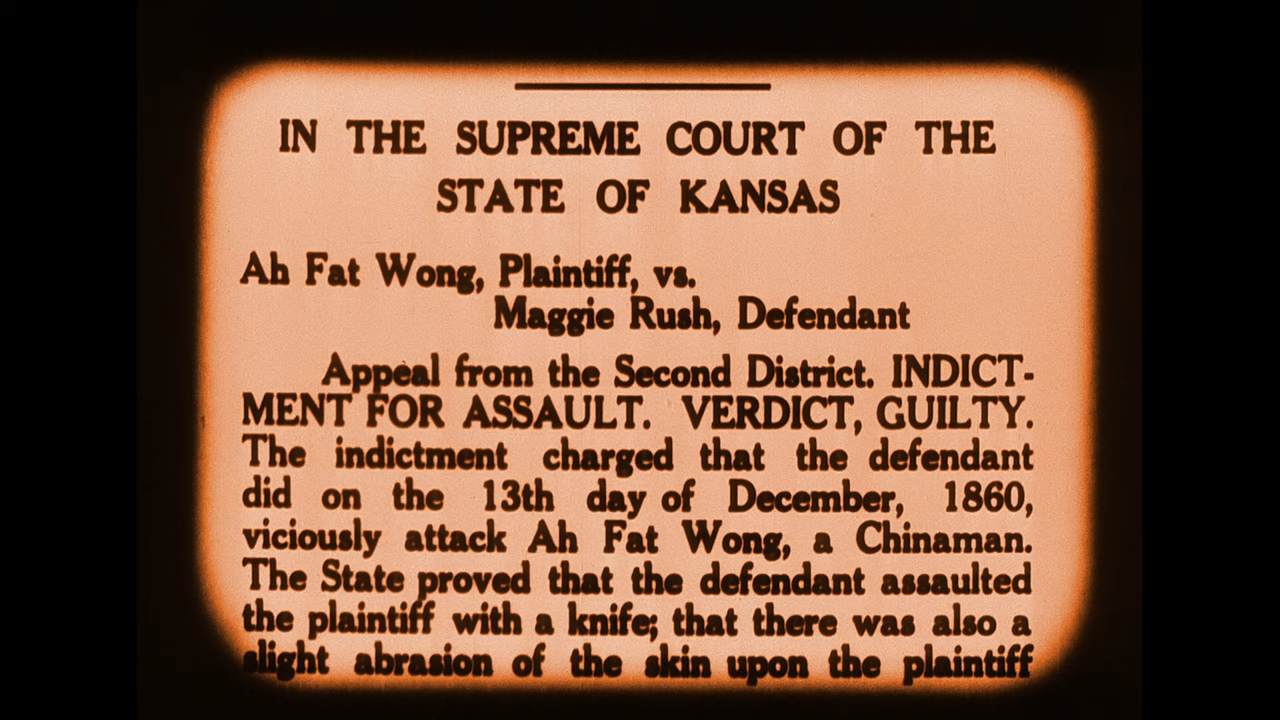 IN THE SUPREME COURT OF THE
STATE OF KANSAS
Ah Fat Wong, Plaintiff, vs.
Maggie Rush, Defendant
Appeal from the Second District. INDICT-
MENT FOR ASSAULT. VERDICT, GUILTY.
The indictment charged that the defendant
did on the 13th day of December, 1860,
viciously attack Ah Fat Wong, a Chinaman.
The State proved that the defendant assaulted
the plaintiff with a knife; that there was also a
slight abrasion of the skin upon the plaintiff